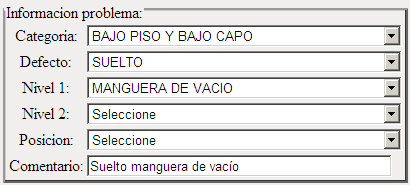 Informacion problema:
Categoria: BAJO PISO Y BAJO CAPO
Defecto: SUELTO
Nivel 1: MANGUERA DE VACIO
Nivel 2: Seleccione
Posicion: Seleccione
Comentario: Suelto manguera de vacío